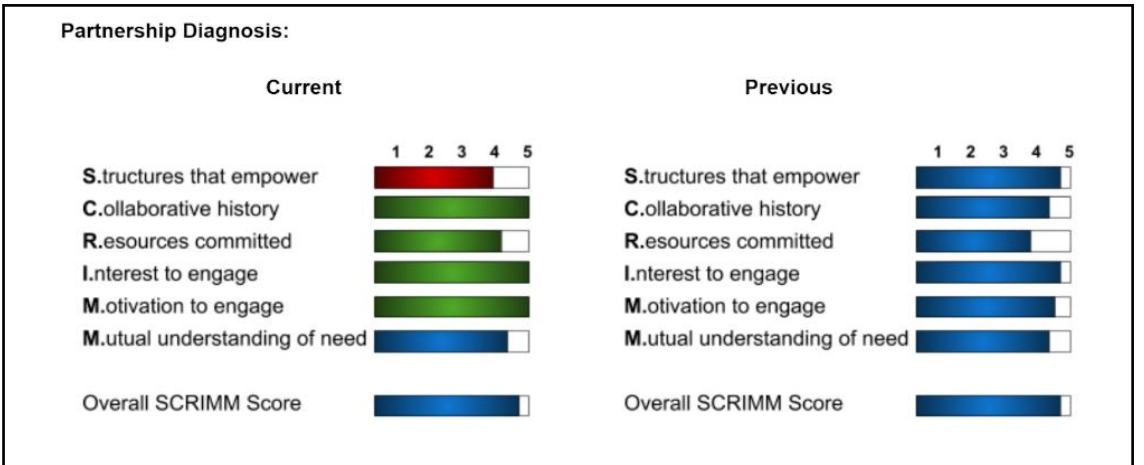 Partnership Diagnosis:
Current
Previous
1 2 3 4 5
S.tructures that empower
C.ollaborative history
R.esources committed
I.nterest to engage
M.otivation to engage
M.utual understanding of need
Overall SCRIMM Score
1 2 3 4 5
S.tructures that empower
C.ollaborative history
R.esources committed
I.nterest to engage
M.otivation to engage
M.utual understanding of need
Overall SCRIMM Score